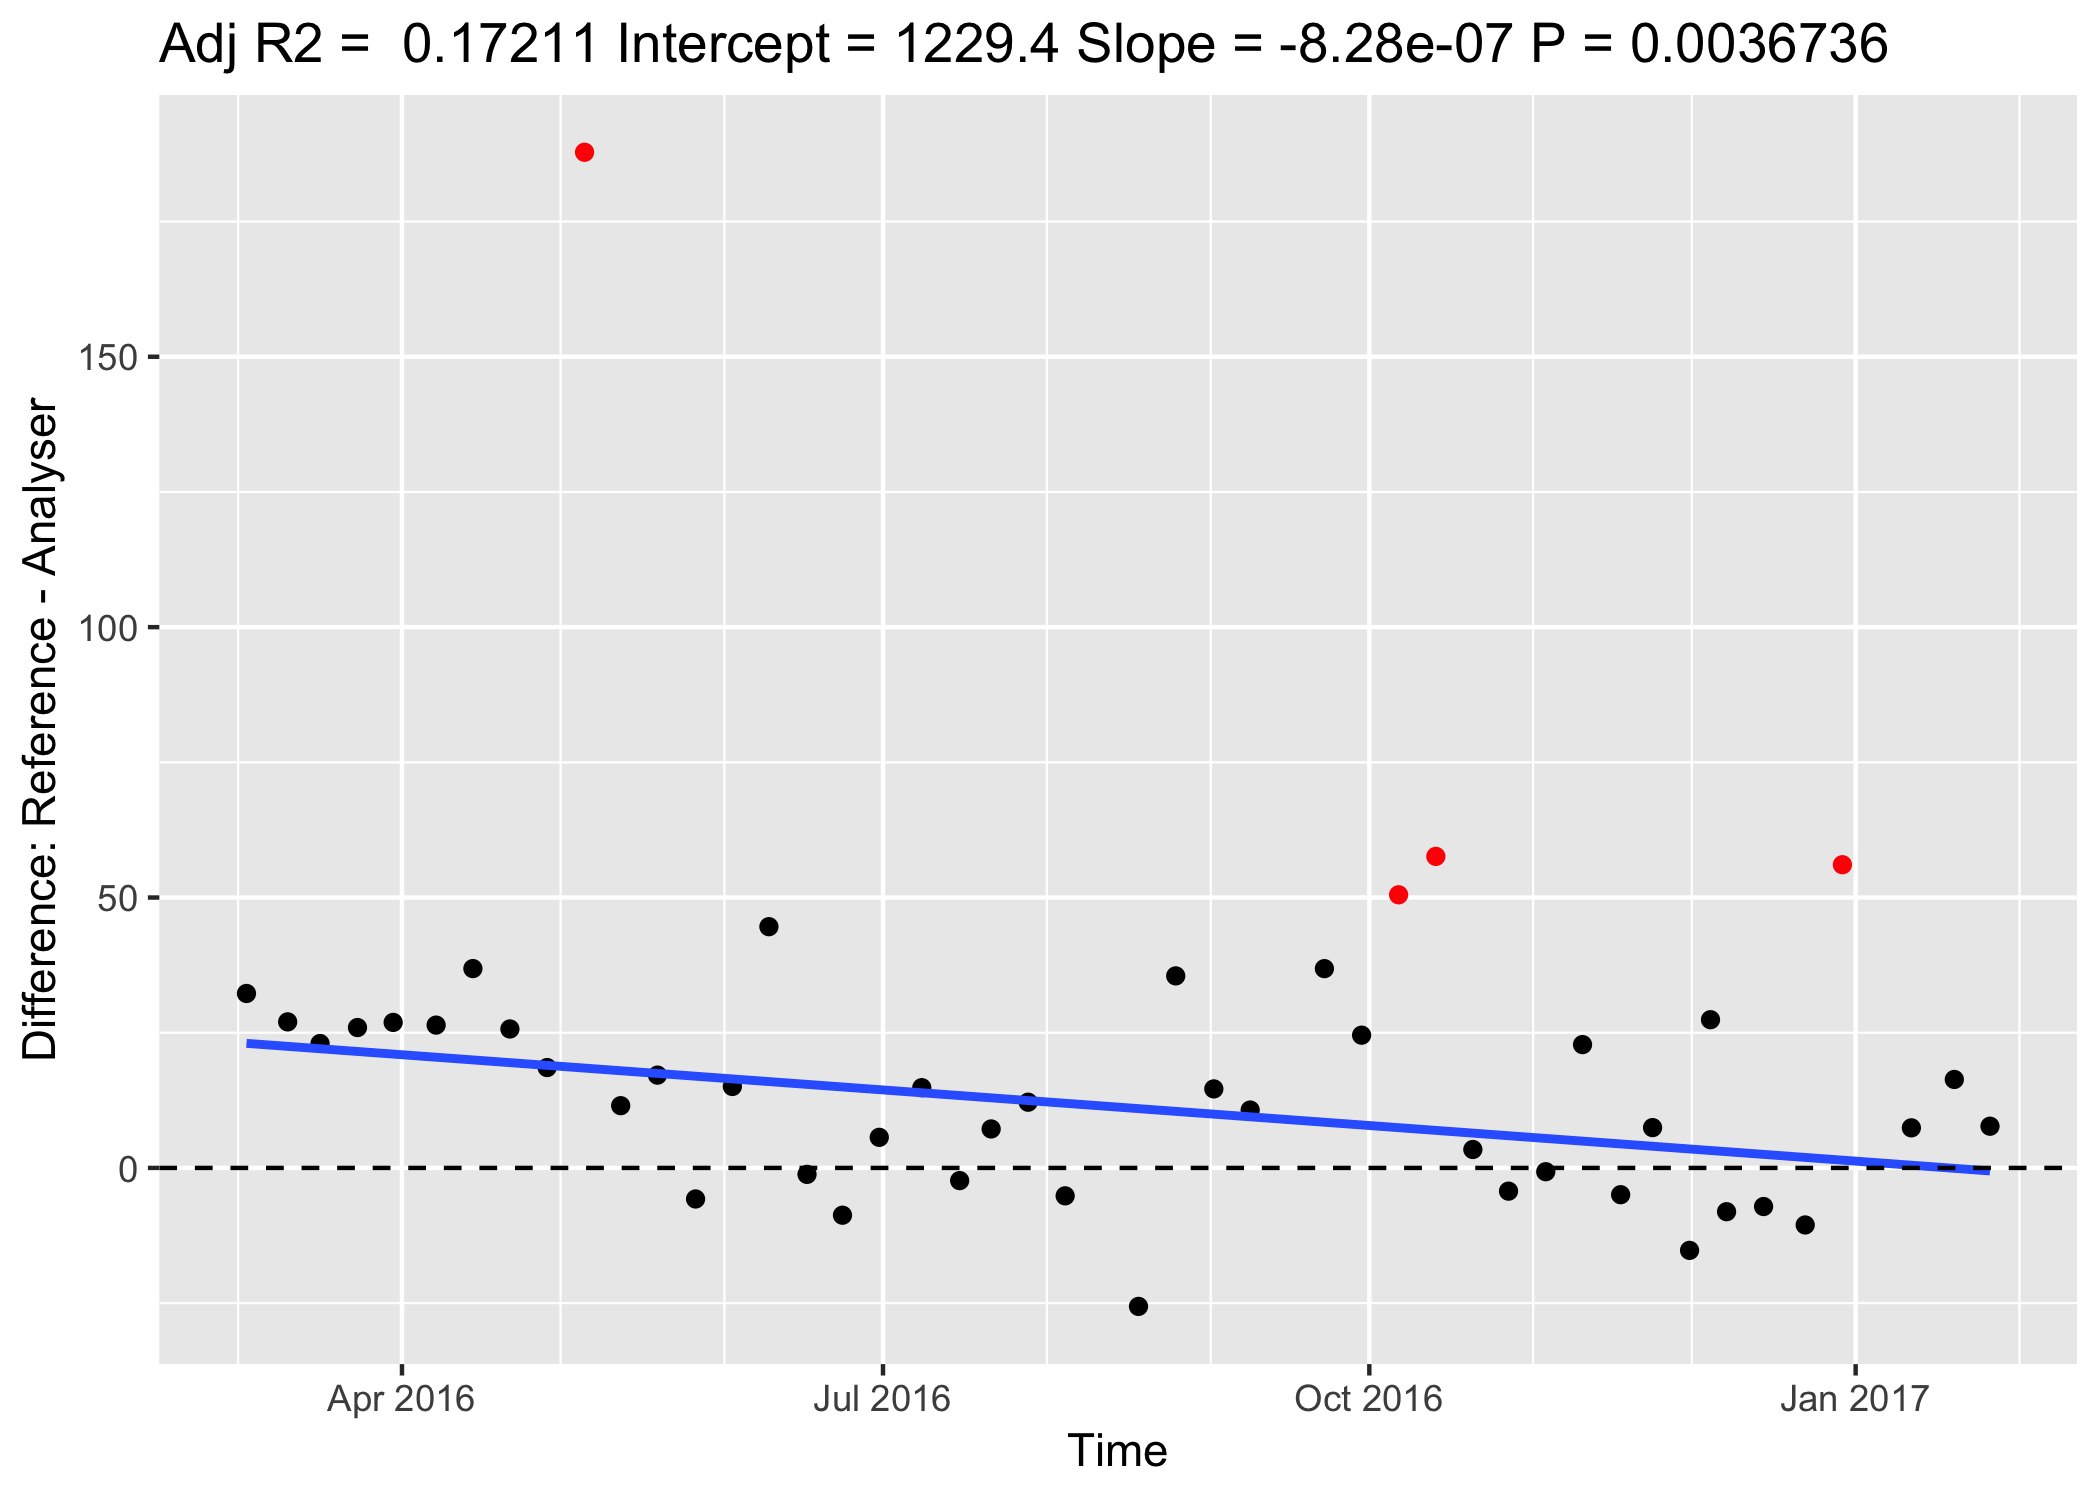 Adj R2 =  0.17211 Intercept = 1229.4 Slope = -8.28e-07 P = 0.0036736
Difference: Reference - Analyser
150
100
50
0
Apr 2016
Jul 2016
Oct 2016
Jan 2017
Time